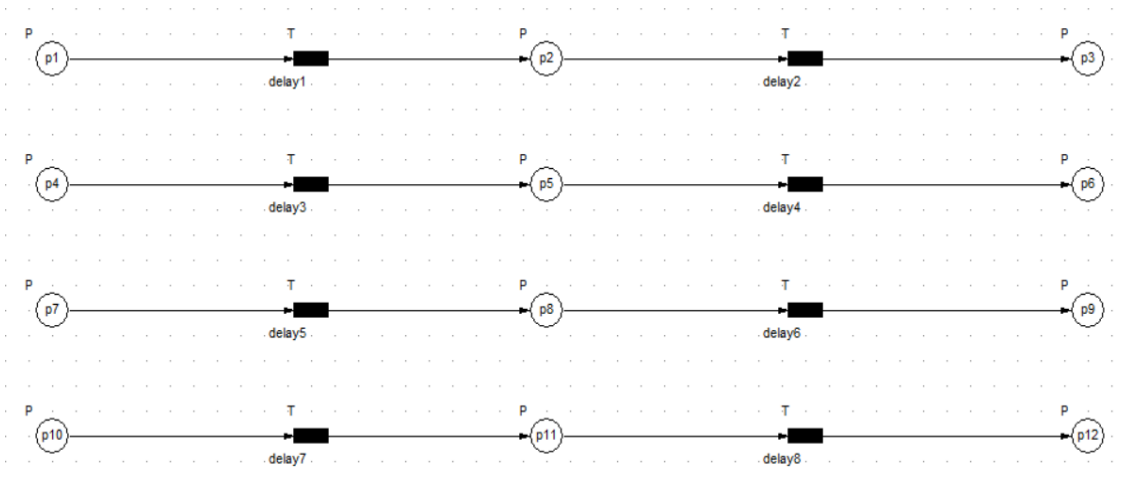 P T P T P
p1 p2 p3
delay1 delay2
P T P T P
p4 p5 p6
delay3 delay4
P T P T P
p7 p8 p9
delay5 delay6
P T P T P
p10 p11 p12
delay7 delay8